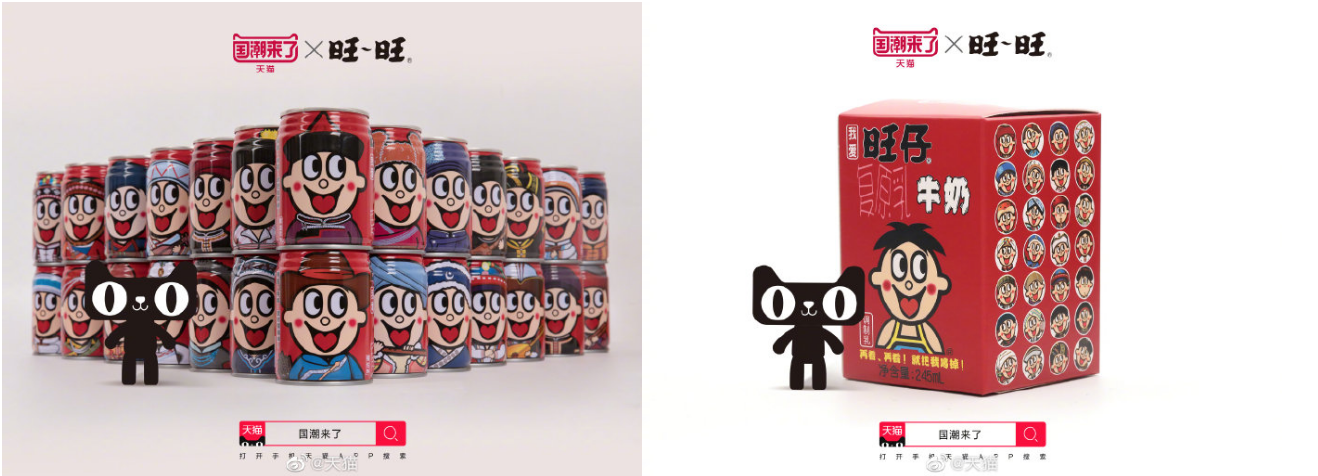 国潮来了 × 旺~旺®
天猫
天猫 国潮来了
打开手机天猫APP搜索
@天猫
国潮来了 × 旺~旺®
天猫
我爱
旺仔®
复原乳
牛奶
再看、再看!就把我喝掉!
净含量:245mL
天猫 国潮来了
打开手机天猫APP搜索
@天猫